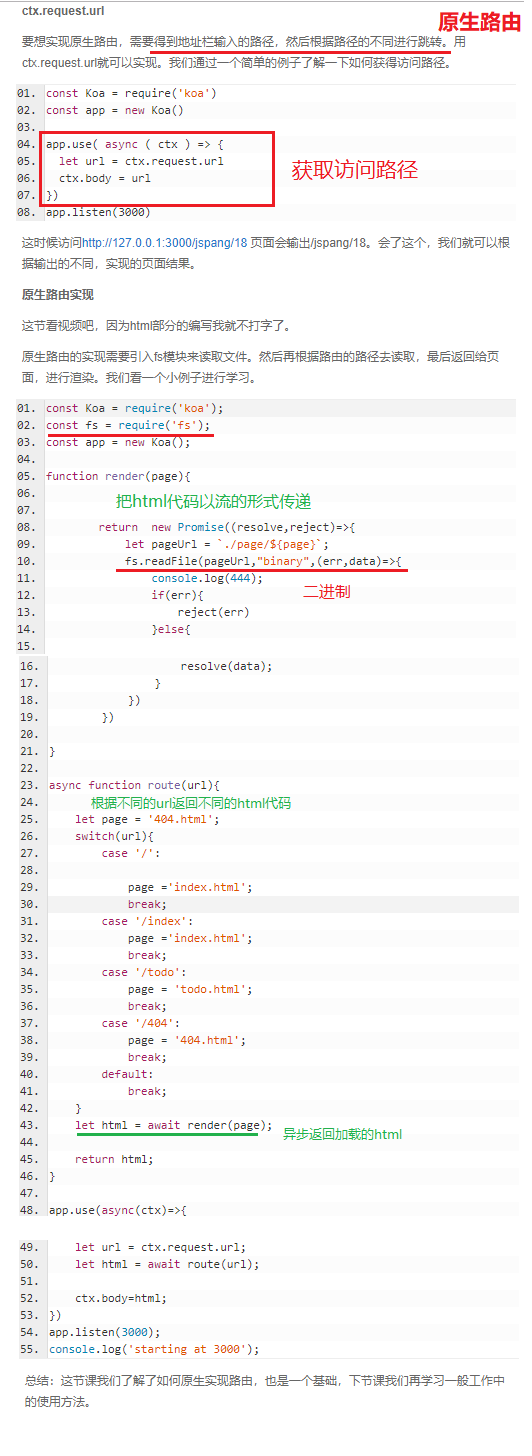 ctx.request.url
原生路由
要想实现原生路由，需要得到地址栏输入的路径，然后根据路径的不同进行跳转。用
ctx.request.url就可以实现。我们通过一个简单的例子了解一下如何获得访问路径。
01. const Koa = require('koa')
02. const app = new Koa()
03.
04. app.use( async ( ctx ) => {
05. let url = ctx.request.url
获取访问路径
06. ctx.body = url
07. })
08. app.listen(3000)
这时候访问http://127.0.0.1:3000/jspang/18 页面会输出/jspang/18。会了这个，我们就可以根
据输出的不同，实现的页面结果。
原生路由实现
这节看视频吧，因为html部分的编写我就不打字了。
原生路由的实现需要引入fs模块来读取文件。然后再根据路由的路径去读取，最后返回给页
面，进行渲染。我们看一个小例子进行学习。
01. const Koa = require('koa');
02. const fs = require('fs');
03. const app = new Koa();
04.
05. function render(page){
06.
把html代码以流的形式传递
07.
08. return new Promise((resolve,reject)=>{
09. let pageUrl = `./page/${page}`;
10. fs.readFile(pageUrl,"binary",(err,data)=>{
11. console.log(444);
二进制
12. if(err){
13. reject(err)
14. }else{
15.
16. resolve(data);
17. }
18. })
19. })
20.
21. }
22.
23. async function route(url){
24. 根据不同的url返回不同的html代码
25. let page = '404.html';
26. switch(url){
27. case '/':
28.
29. page ='index.html';
30. break;
31. case '/index':
32. page ='index.html';
33. break;
34. case '/todo':
35. page = 'todo.html';
36. break;
37. case '/404':
38. page = '404.html';
39. break;
40. default:
41. break;
42. }
43. let html = await render(page);
异步返回加载的html
44.
45. return html;
46. }
47.
48. app.use(async(ctx)=>{
49. let url = ctx.request.url;
50. let html = await route(url);
51.
52. ctx.body=html;
53. })
54. app.listen(3000);
55. console.log('starting at 3000');
总结：这节课我们了解了如何原生实现路由，也是一个基础，下节课我们再学习一般工作中
的使用方法。